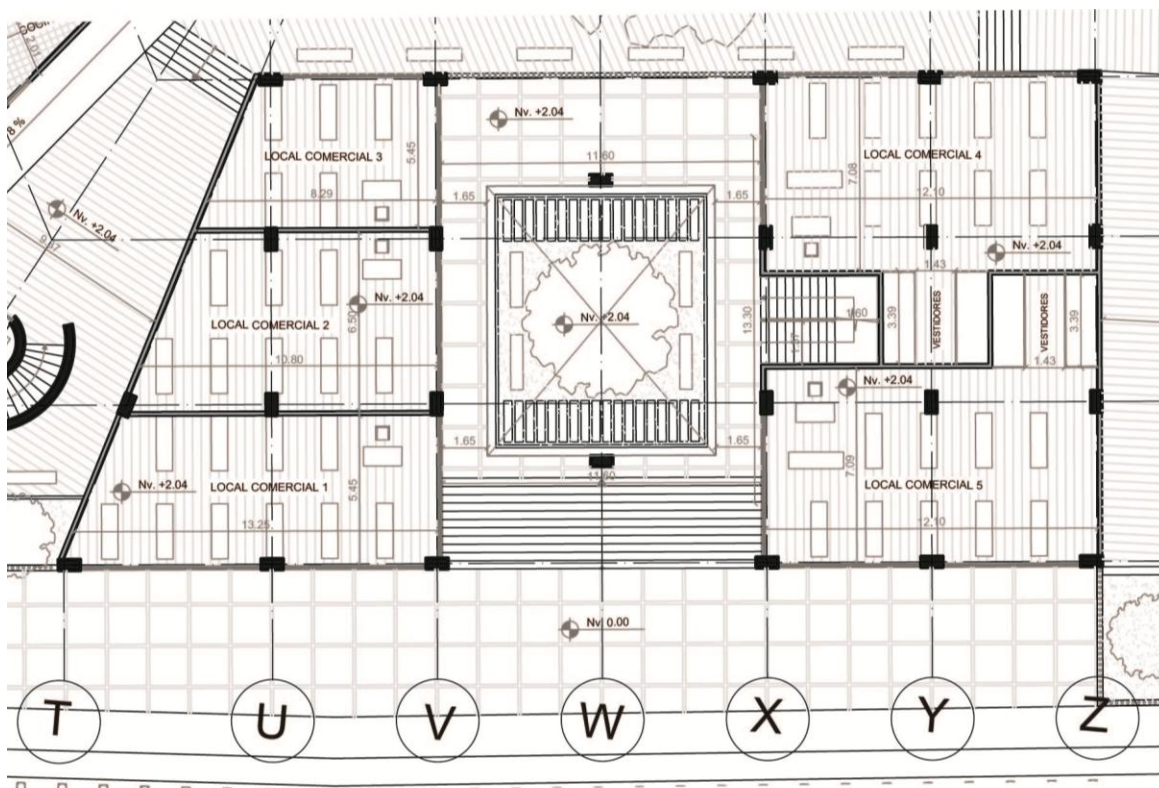 2.01
8 %
Nv. +2.04
LOCAL COMERCIAL 3
5.45
8.29
1.65
Nv. +2.04
11.60
1.65
LOCAL COMERCIAL 4
7.08
12.10
Nv. +2.04
1.43
LOCAL COMERCIAL 2
Nv. +2.04
6.50
10.80
Nv. +2.04
13.30
1.60
3.39
VESTIDORES
VESTIDORES
3.39
1.43
Nv. +2.04
1.65
1.65
11.60
LOCAL COMERCIAL 1
Nv. +2.04
5.45
13.25
7.09
LOCAL COMERCIAL 5
12.10
Nv. 0.00
T
U
V
W
X
Y
Z